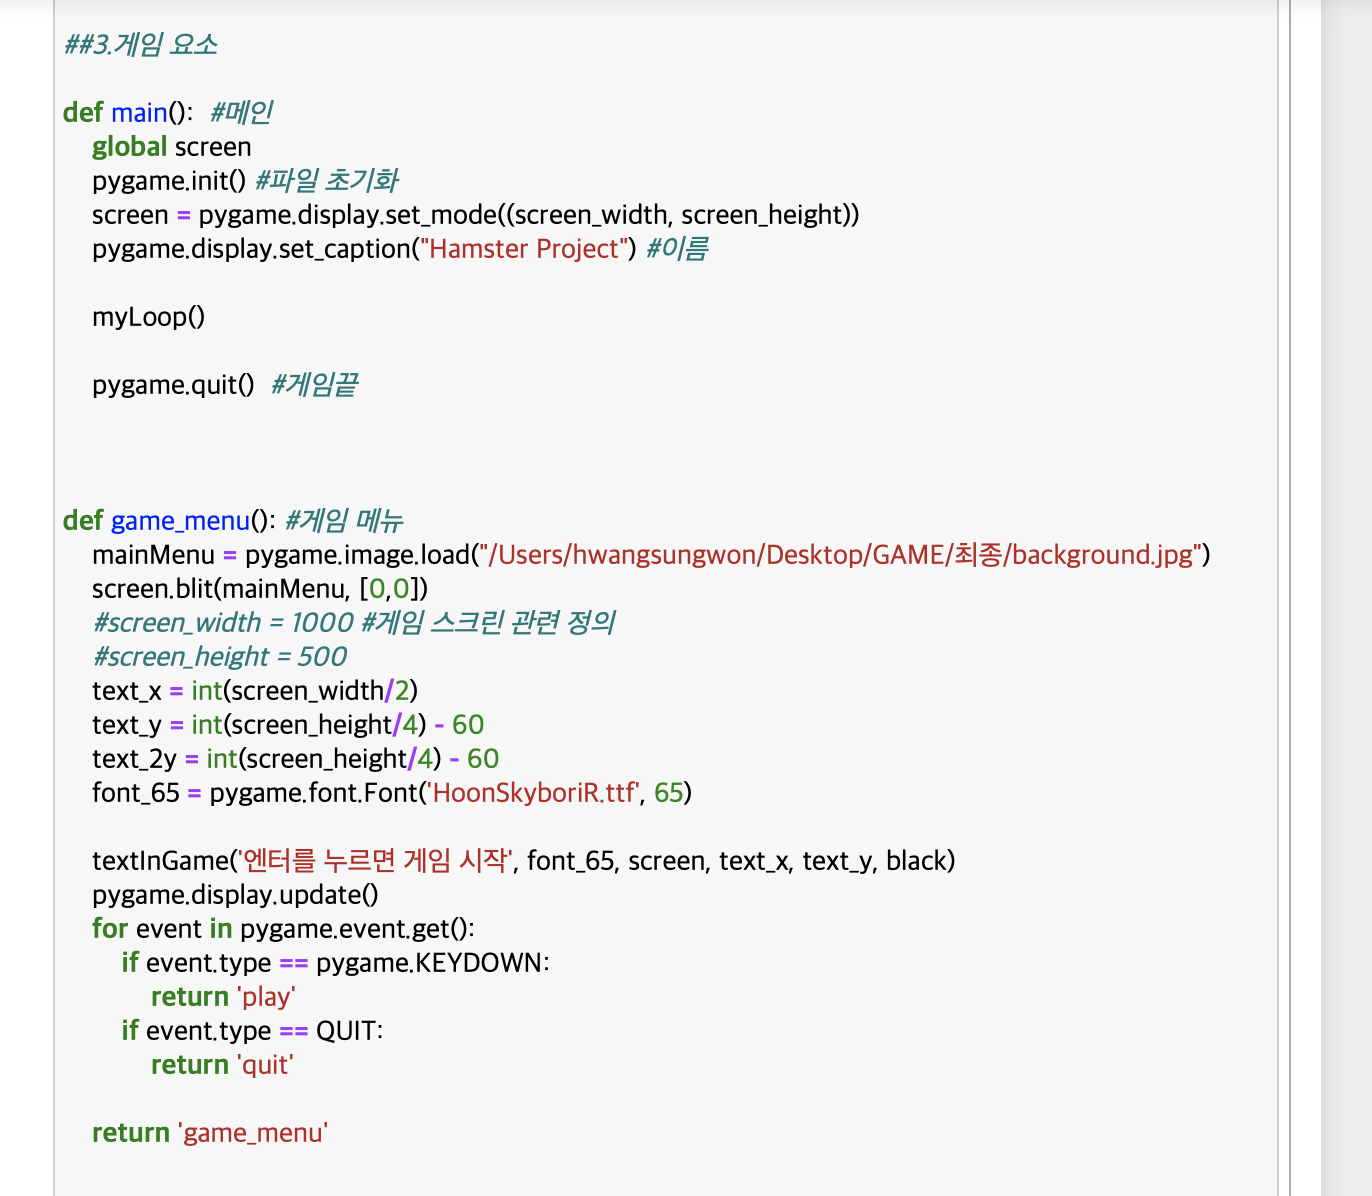 ##3.게임 요소
def main():  #메인
    global screen
    pygame.init() #파일 초기화
    screen = pygame.display.set_mode((screen_width, screen_height))
    pygame.display.set_caption("Hamster Project") #이름
    myLoop()
    pygame.quit()  #게임끝
def game_menu(): #게임 메뉴
    mainMenu = pygame.image.load("/Users/hwangsungwon/Desktop/GAME/최종/background.jpg")
    screen.blit(mainMenu, [0,0])
    #screen_width = 1000 #게임 스크린 관련 정의
    #screen_height = 500
    text_x = int(screen_width/2)
    text_y = int(screen_height/4) - 60
    text_2y = int(screen_height/4) - 60
    font_65 = pygame.font.Font('HoonSkyboriR.ttf', 65)
    textInGame('엔터를 누르면 게임 시작', font_65, screen, text_x, text_y, black)
    pygame.display.update()
    for event in pygame.event.get():
        if event.type == pygame.KEYDOWN:
            return 'play'
        if event.type == QUIT:
            return 'quit'
    return 'game_menu'